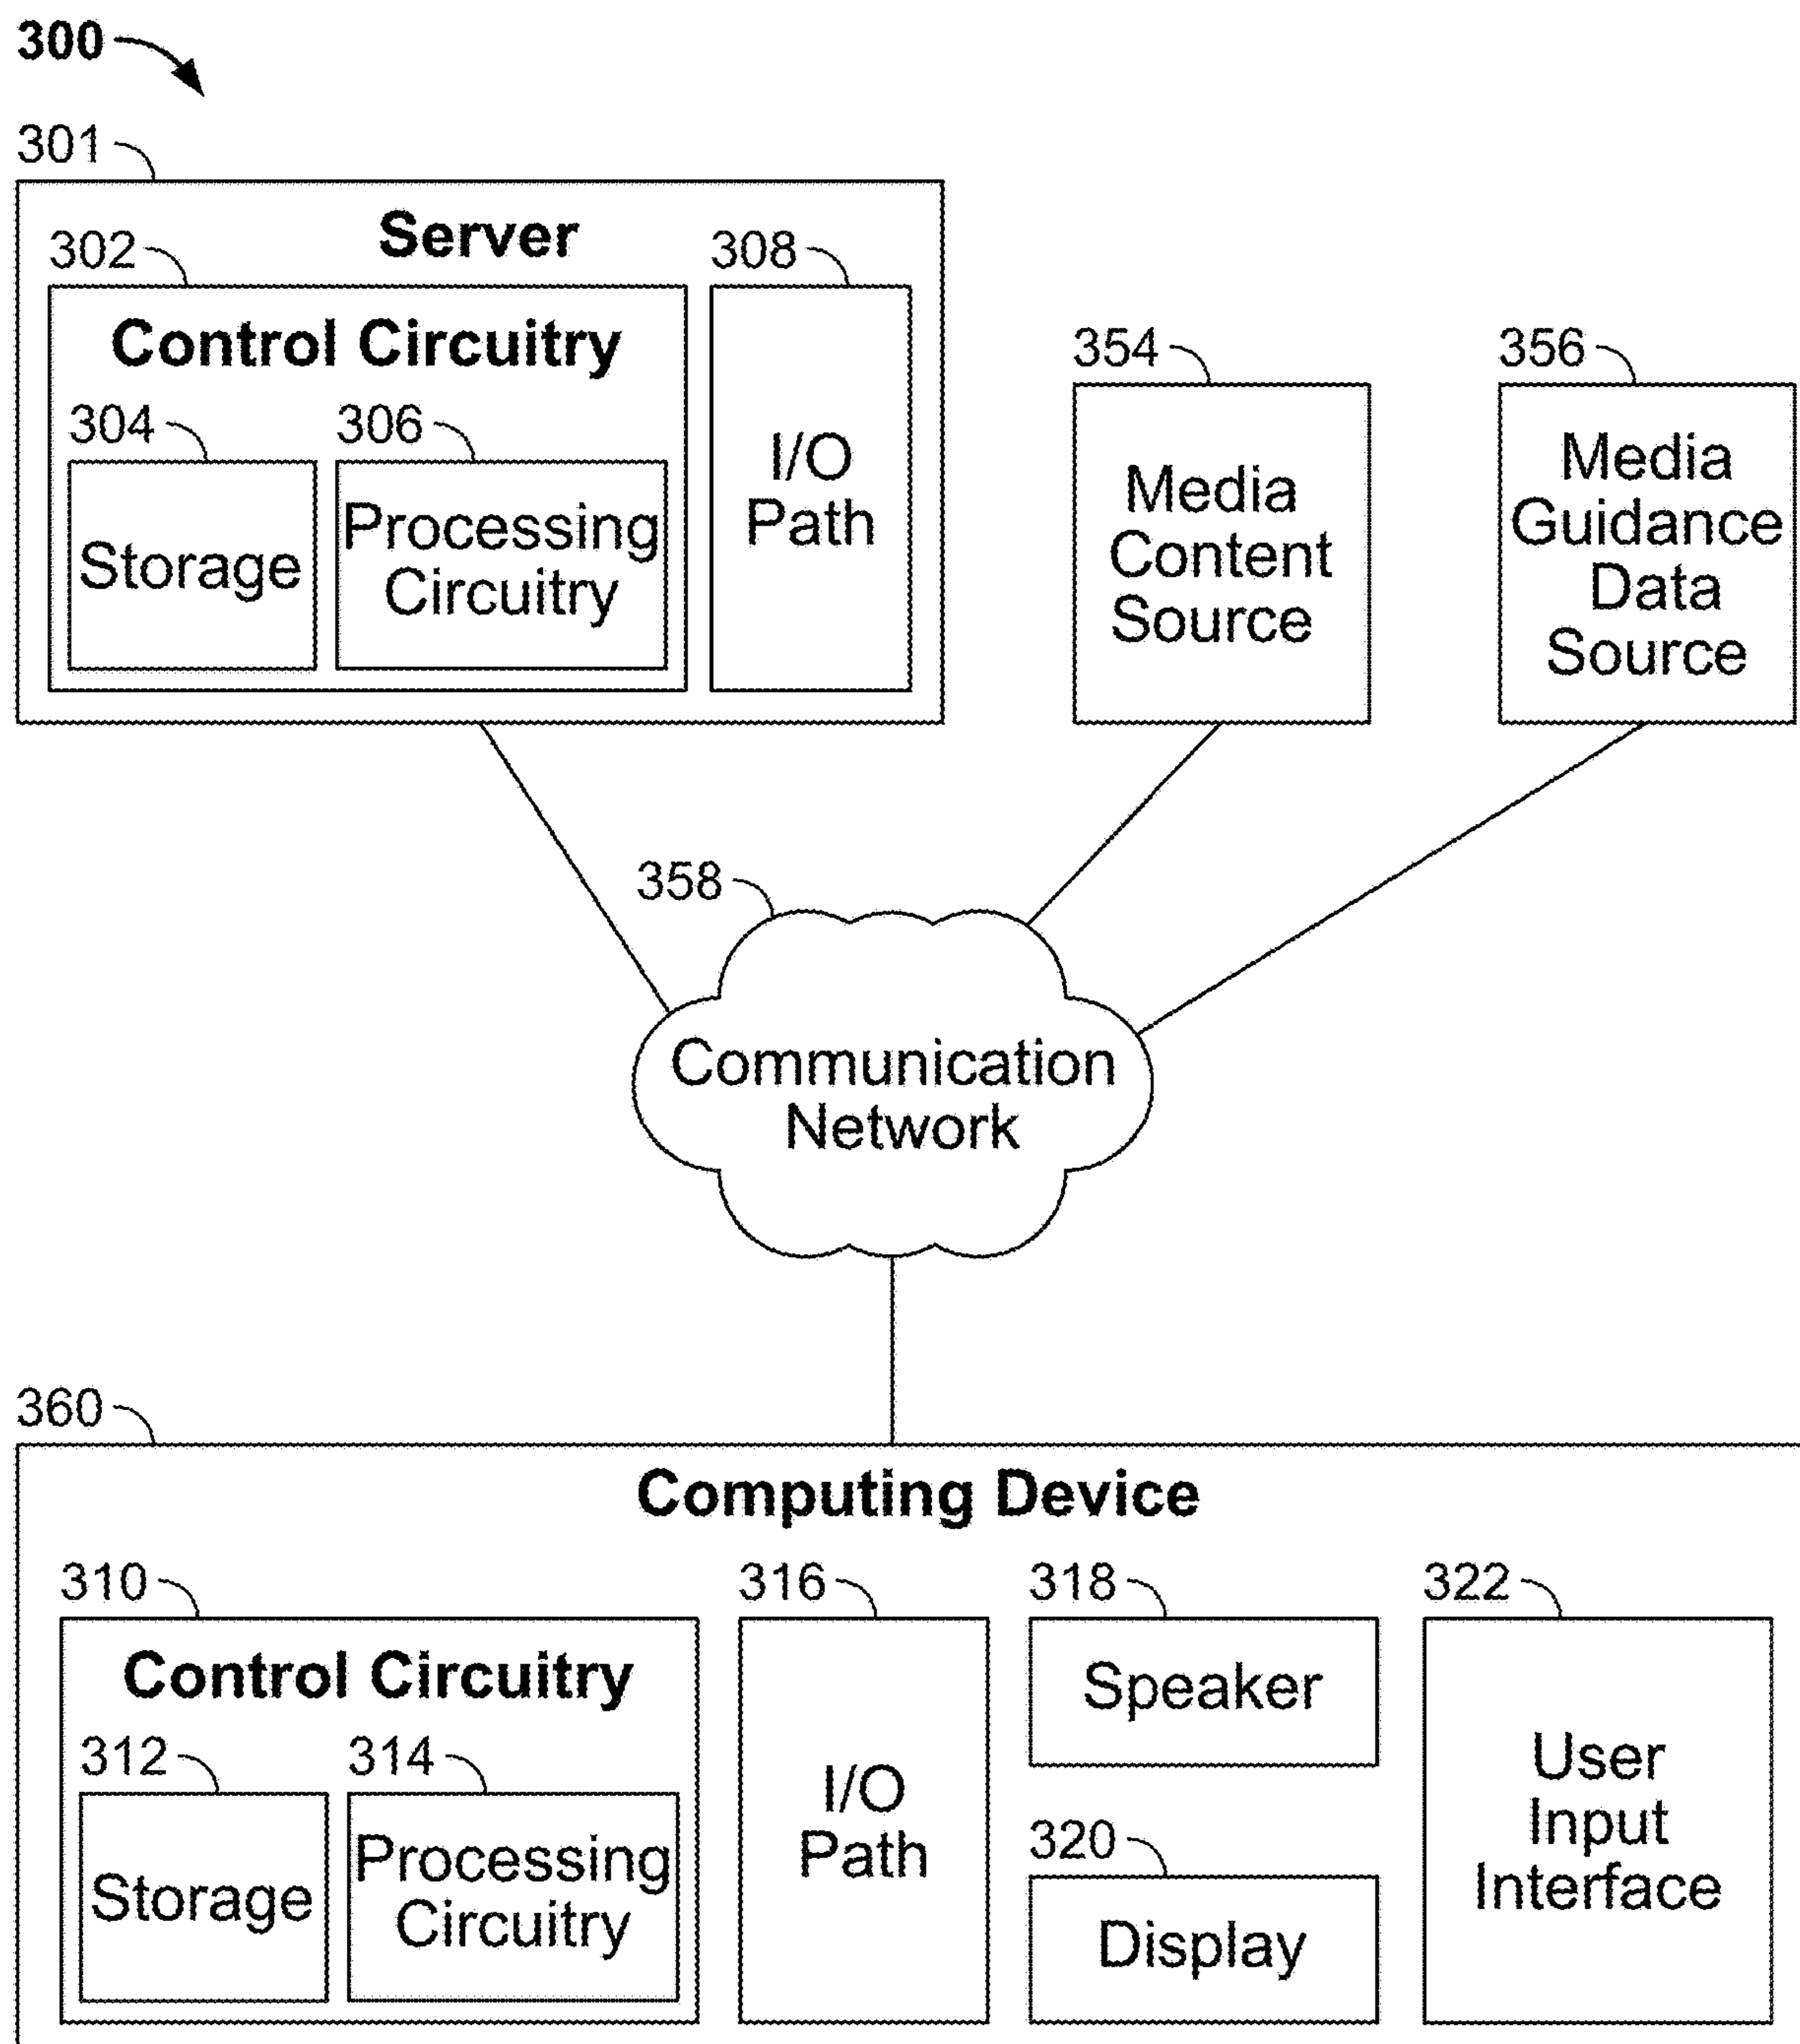 300
301
Server
302
308
Control Circuitry
304
306
Storage
Processing
Circuitry
I/O
Path
354
Media
Content
Source
356
Media
Guidance
Data
Source
358
Communication
Network
360
Computing Device
310
Control Circuitry
312
314
Storage
Processing
Circuitry
316
I/O
Path
318
Speaker
320
Display
322
User
Input
Interface